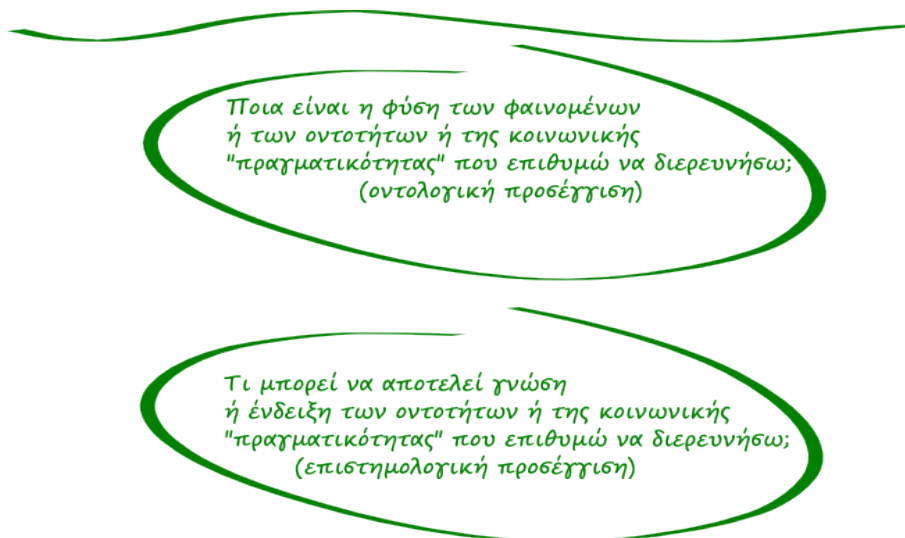 Ποια είναι η φύση των φαινομένων
ή των οντοτήτων ή της κοινωνικής
"πραγματικότητας" που επιθυμώ να διερευνήσω;
(οντολογική προσέγγιση)
Τι μπορεί να αποτελεί γνώση
ή ένδειξη των οντοτήτων ή της κοινωνικής
"πραγματικότητας" που επιθυμώ να διερευνήσω;
(επιστημολογική προσέγγιση)